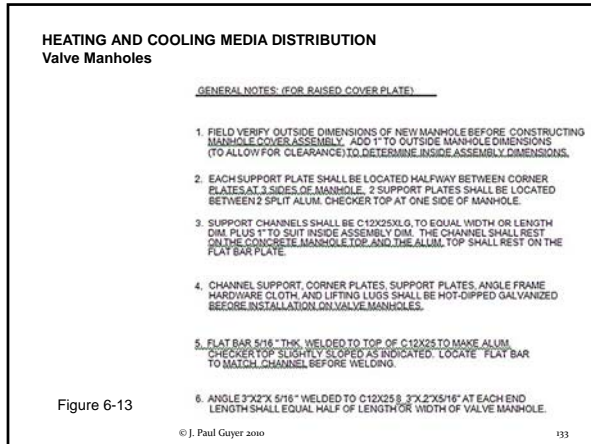 HEATING AND COOLING MEDIA DISTRIBUTION
Valve Manholes
GENERAL NOTES: (FOR RAISED COVER PLATE)
1. FIELD VERIFY OUTSIDE DIMENSIONS OF NEW MANHOLE BEFORE CONSTRUCTING
MANHOLE COVER ASSEMBLY. ADD 1" TO OUTSIDE MANHOLE DIMENSIONS
(TO ALLOW FOR CLEARANCE) TO DETERMINE INSIDE ASSEMBLY DIMENSIONS.
2. EACH SUPPORT PLATE SHALL BE LOCATED HALFWAY BETWEEN CORNER
PLATES AT 3 SIDES OF MANHOLE. 2 SUPPORT PLATES SHALL BE LOCATED
BETWEEN 2 SPLIT ALUM. CHECKER TOP AT ONE SIDE OF MANHOLE.
3. SUPPORT CHANNELS SHALL BE C12X25XLG, TO EQUAL WIDTH OR LENGTH
DIM. PLUS 1" TO SUIT INSIDE ASSEMBLY DIM. THE CHANNEL SHALL REST
ON THE CONCRETE MANHOLE TOP AND THE ALUM. TOP SHALL REST ON THE
FLAT BAR PLATE.
4. CHANNEL SUPPORT, CORNER PLATES, SUPPORT PLATES, ANGLE FRAME
HARDWARE CLOTH, AND LIFTING LUGS SHALL BE HOT-DIPPED GALVANIZED
BEFORE INSTALLATION ON VALVE MANHOLES.
5. FLAT BAR 5/16" THK. WELDED TO TOP OF C12X25 TO MAKE ALUM.
CHECKER TOP SLIGHTLY SLOPED AS INDICATED. LOCATE FLAT BAR
TO MATCH CHANNEL BEFORE WELDING.
6. ANGLE 3"X2"X 5/16" WELDED TO C12X25 3"X2"X5/16" AT EACH END
LENGTH SHALL EQUAL HALF OF LENGTH OR WIDTH OF VALVE MANHOLE.
Figure 6-13
© J. Paul Guyer 2010
133